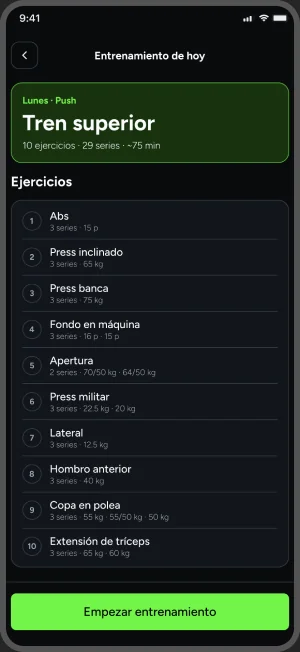 9:41
Entrenamiento de hoy
Lunes · Push
Tren superior
10 ejercicios · 29 series · ~75 min
Ejercicios
1 Abs
3 series · 15 p
2 Press inclinado
3 series · 65 kg
3 Press banca
3 series · 75 kg
4 Fondo en máquina
3 series · 16 p · 15 p
5 Apertura
2 series · 70/50 kg · 64/50 kg
6 Press militar
3 series · 22.5 kg · 20 kg
7 Lateral
3 series · 12.5 kg
8 Hombro anterior
3 series · 40 kg
9 Copa en polea
3 series · 55 kg · 55/50 kg · 50 kg
10 Extensión de tríceps
3 series · 65 kg · 60 kg
Empezar entrenamiento